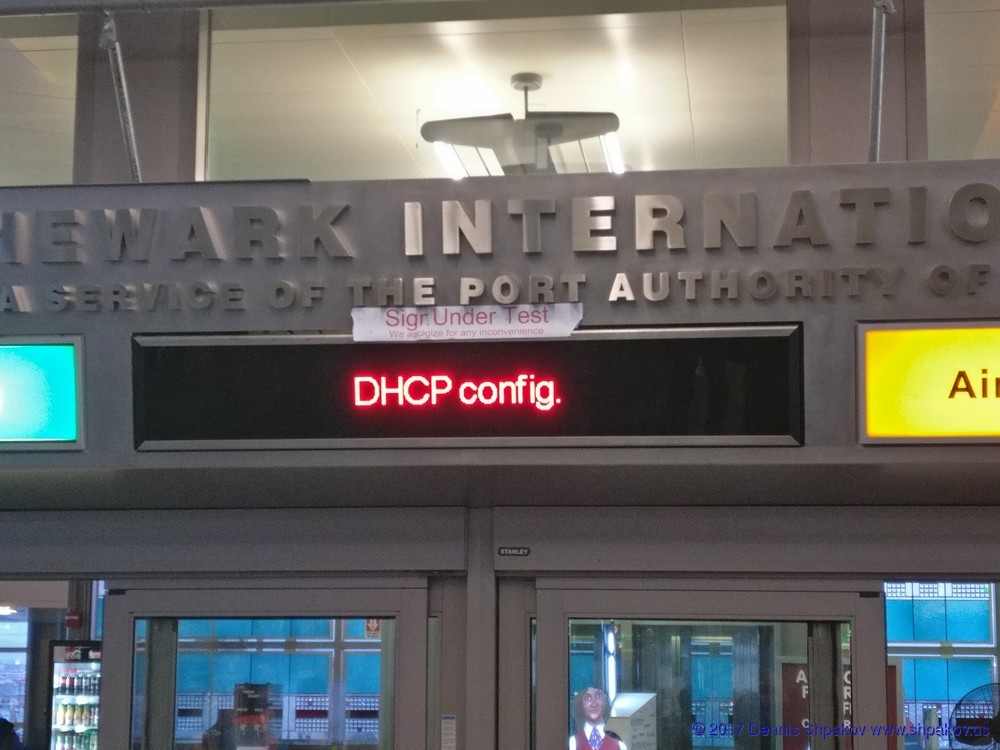 NEWARK INTERNATIO
A SERVICE OF THE PORT AUTHORITY OF
Sign Under Test
We apologize for any inconvenience
DHCP config.
Air
STANLEY
© 2017 Dennis Shpakov www.shpakov.us